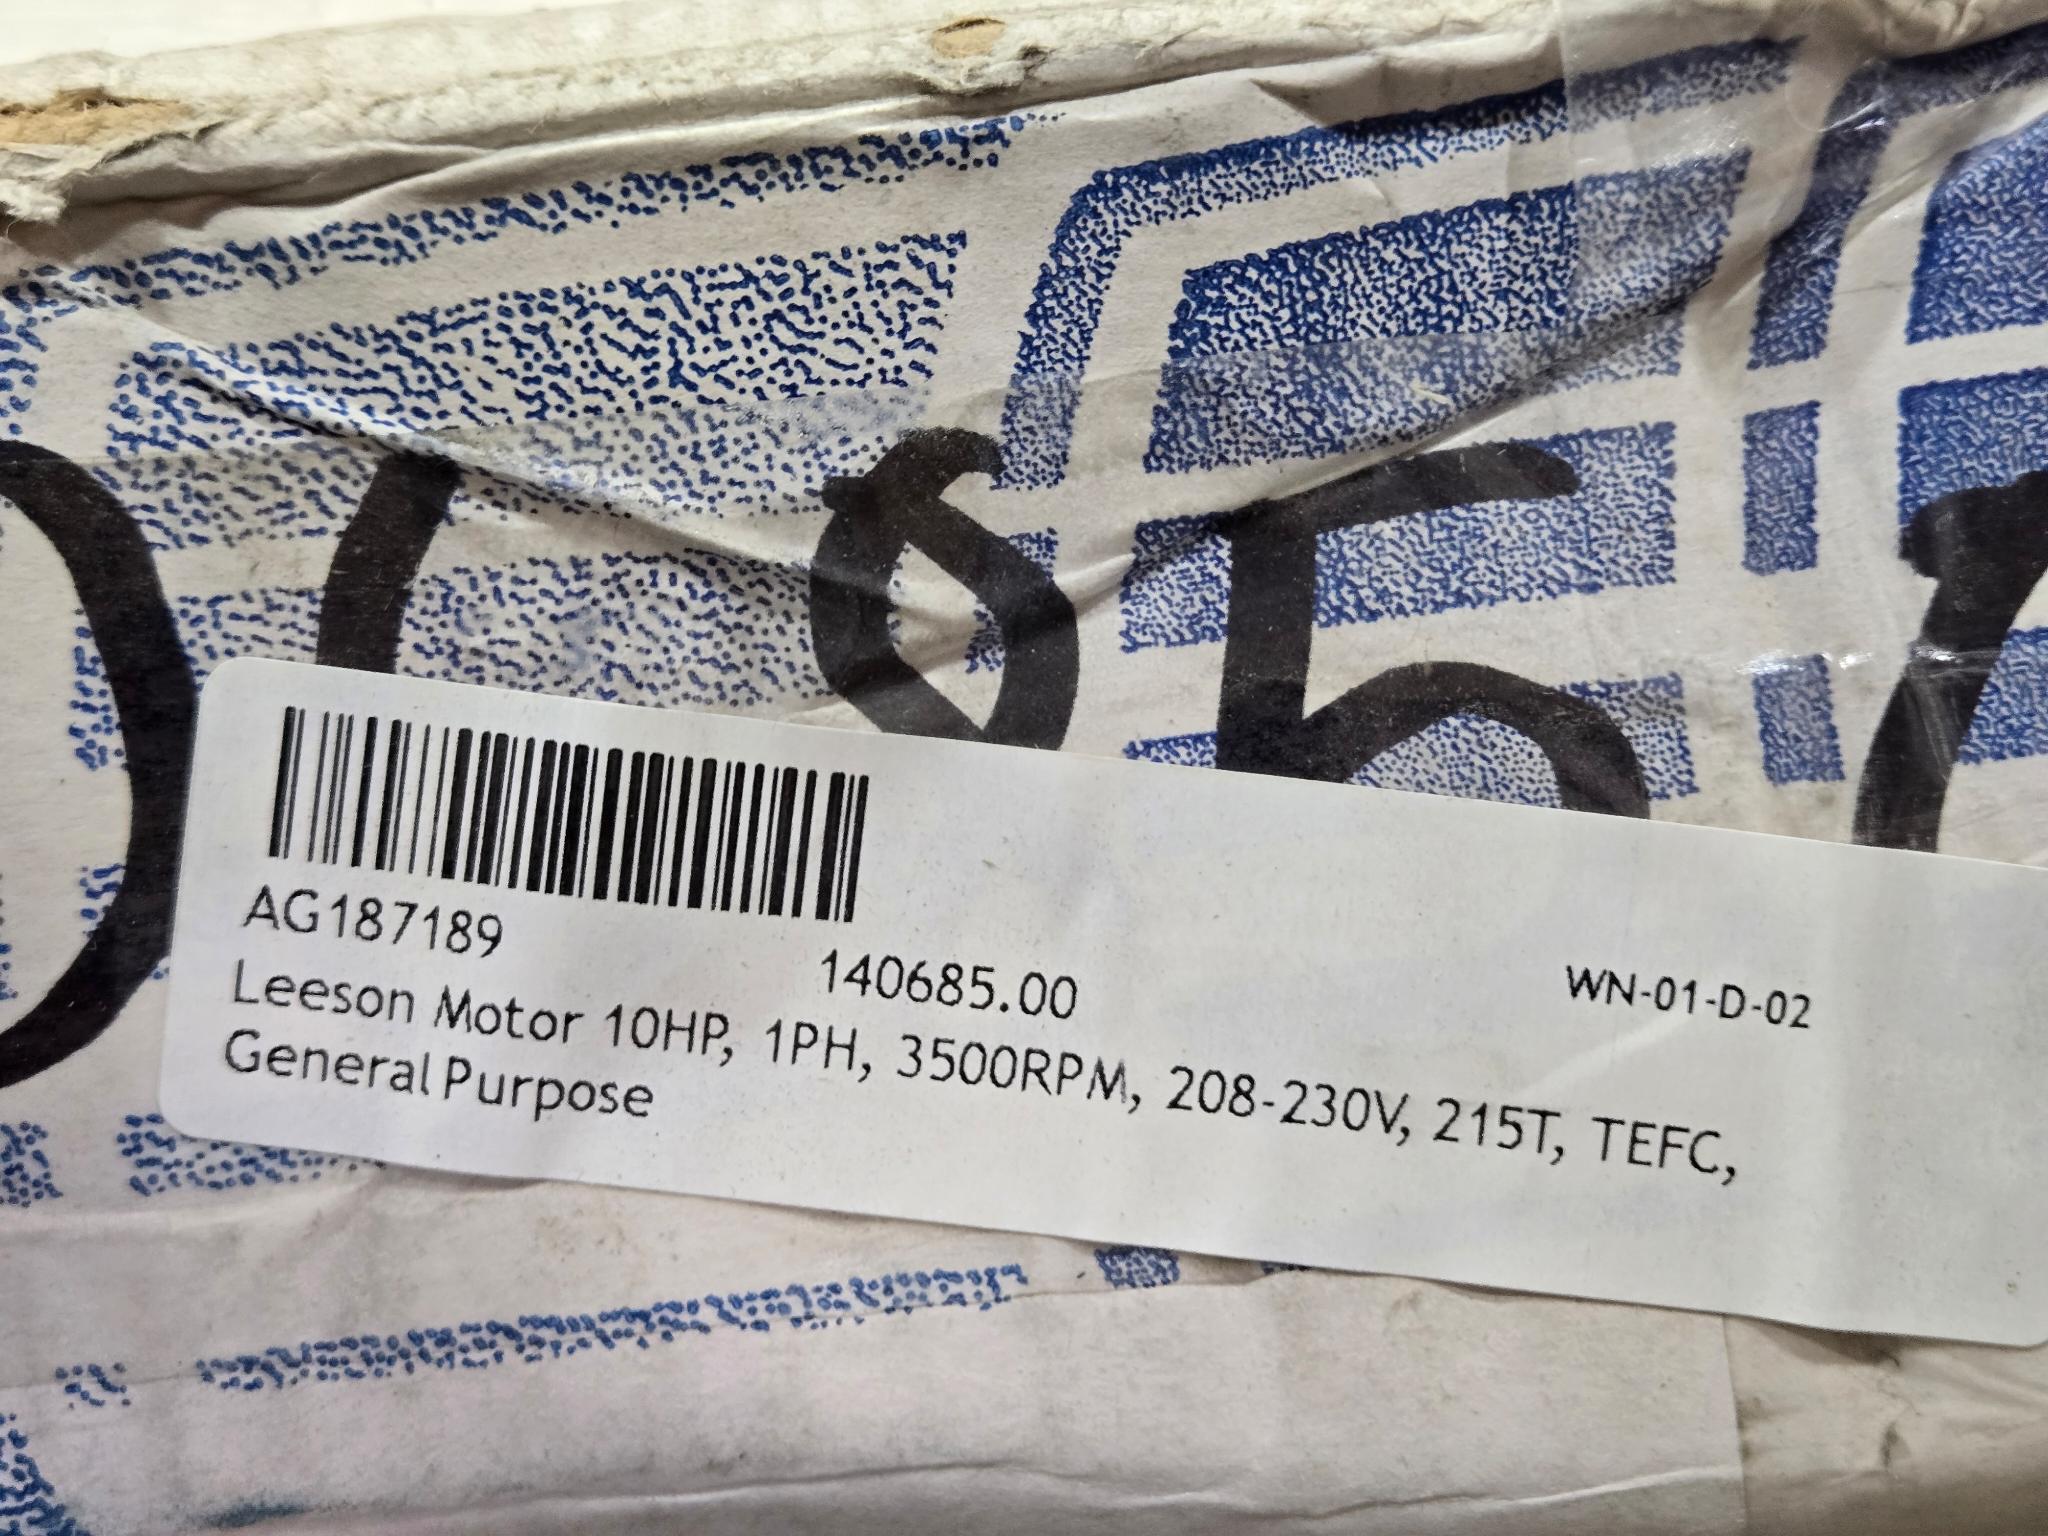 AG187189
140685.00
WN-01-D-02
Leeson Motor 10HP, 1PH, 3500RPM, 208-230V, 215T, TEFC,
General Purpose